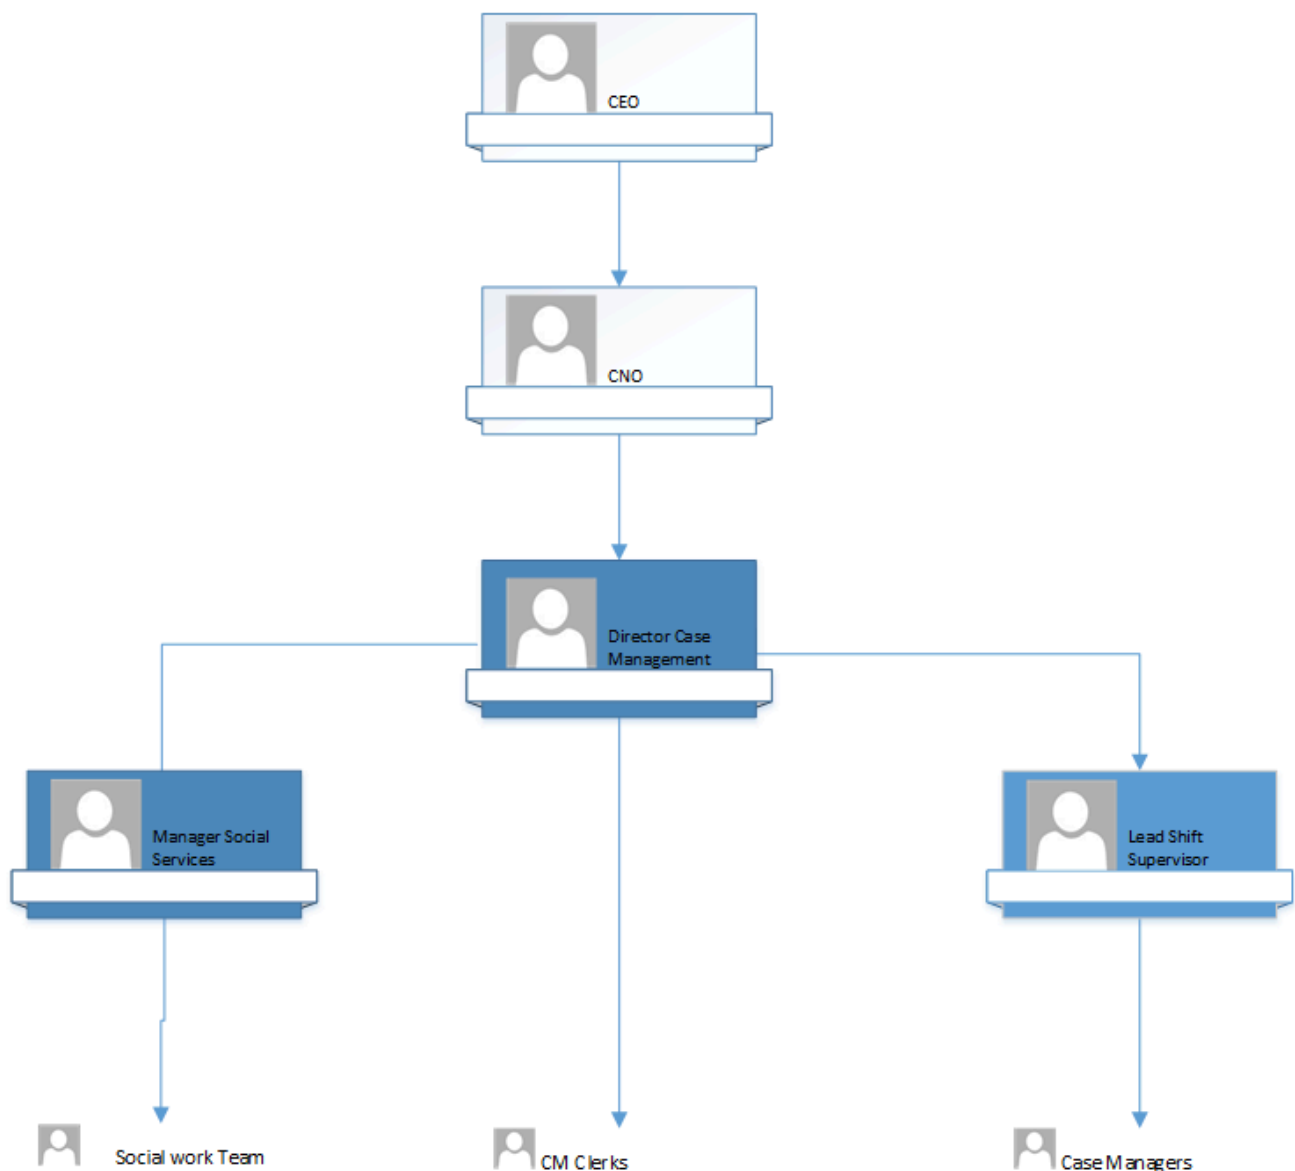 CEO
CNO
Director Case
Management
Manager Social
Services
Lead Shift
Supervisor
Social work Team
CM Clerks
Case Managers